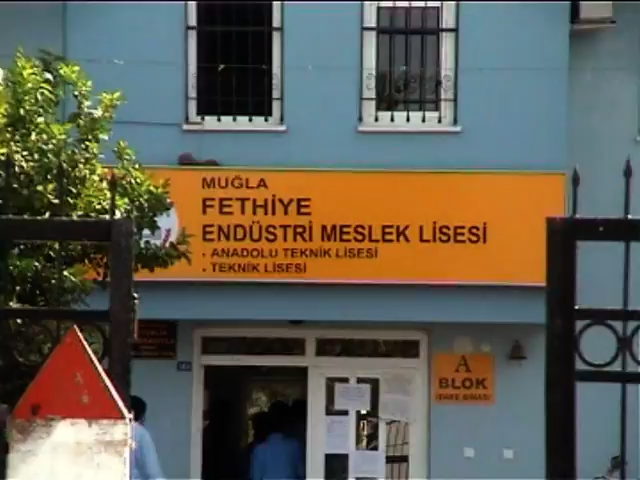 MUĞLA
FETHİYE
ENDÜSTRİ MESLEK LİSESİ
. ANADOLU TEKNİK LİSESİ
. TEKNİK LİSESİ
A
BLOK